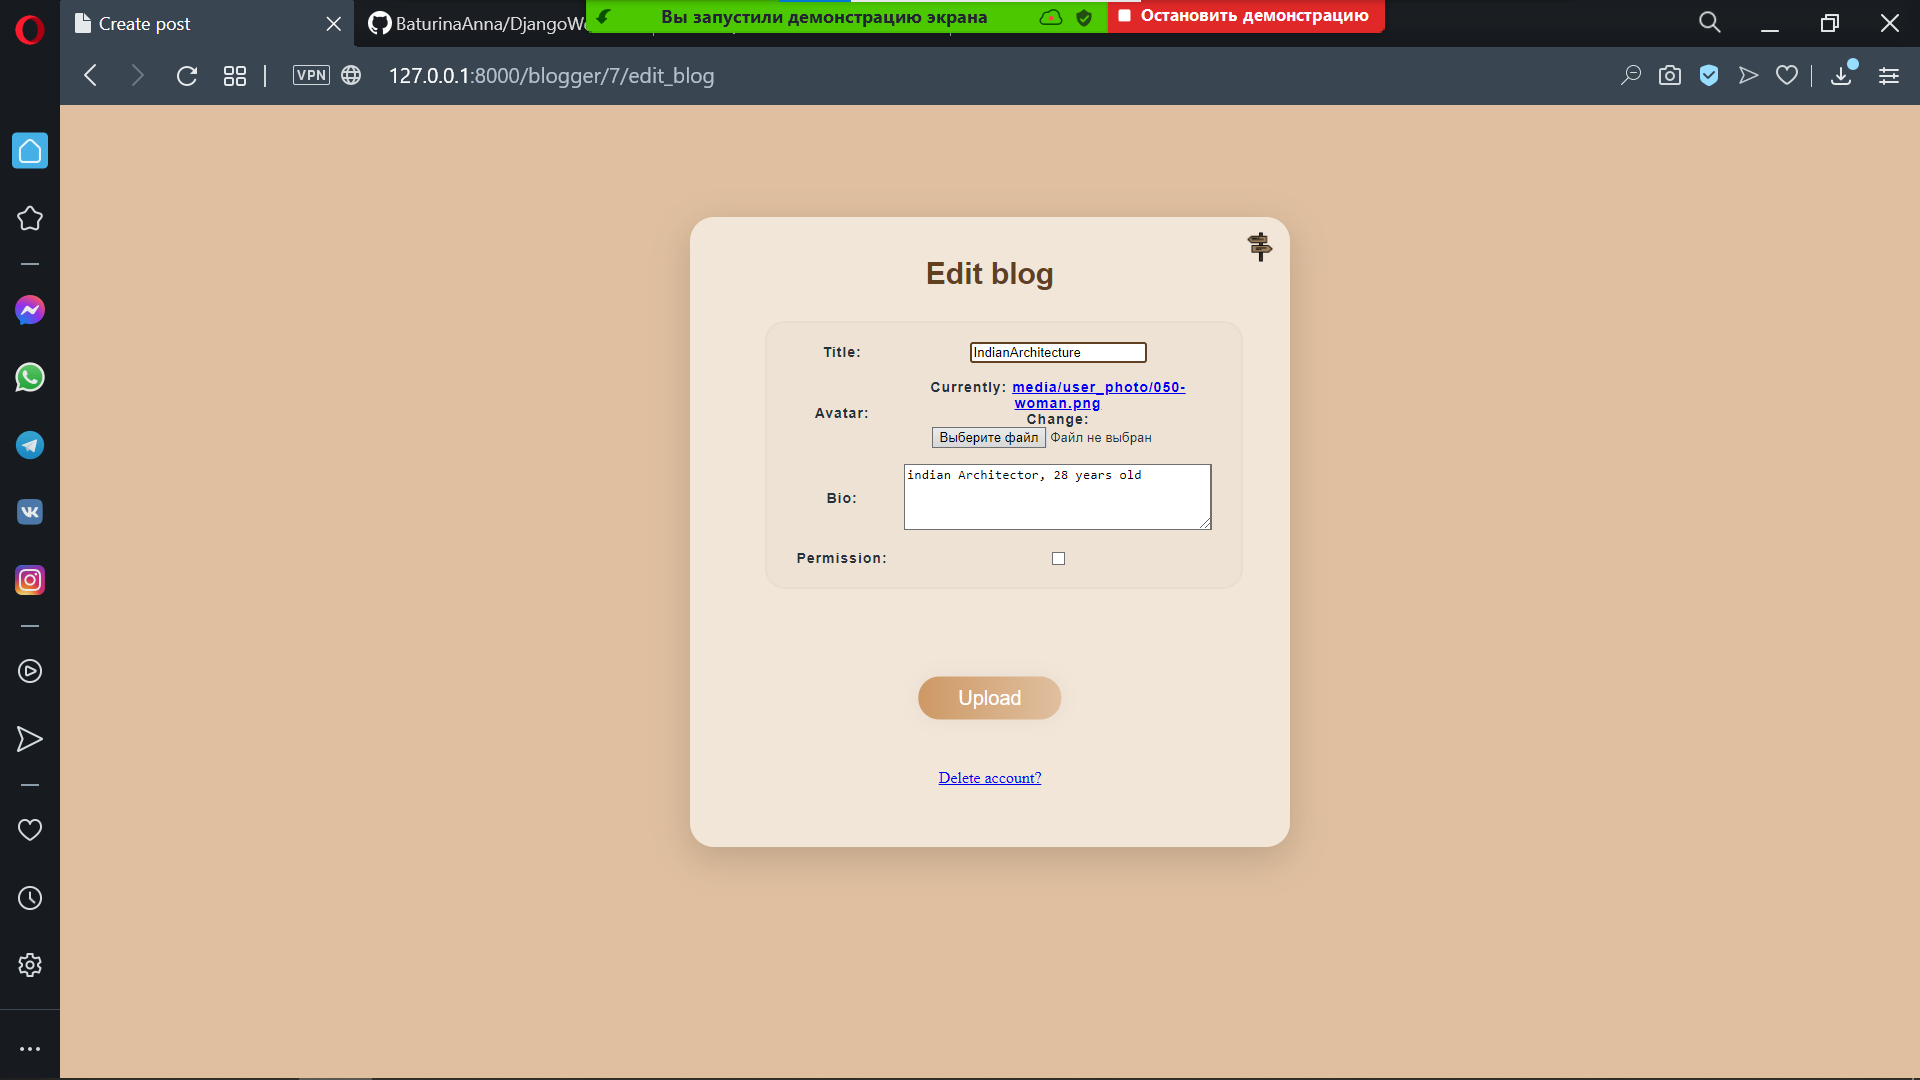 Create post
BaturinaAnna/DjangoWe
Вы запустили демонстрацию экрана
Остановить демонстрацию
VPN
127.0.0.1:8000/blogger/7/edit_blog
Edit blog
Title:
IndianArchitecture
Avatar:
Currently: media/user_photo/050-
woman.png
Change:
Выберите файл Файл не выбран
Bio:
indian Architector, 28 years old
Permission:
Upload
Delete account?